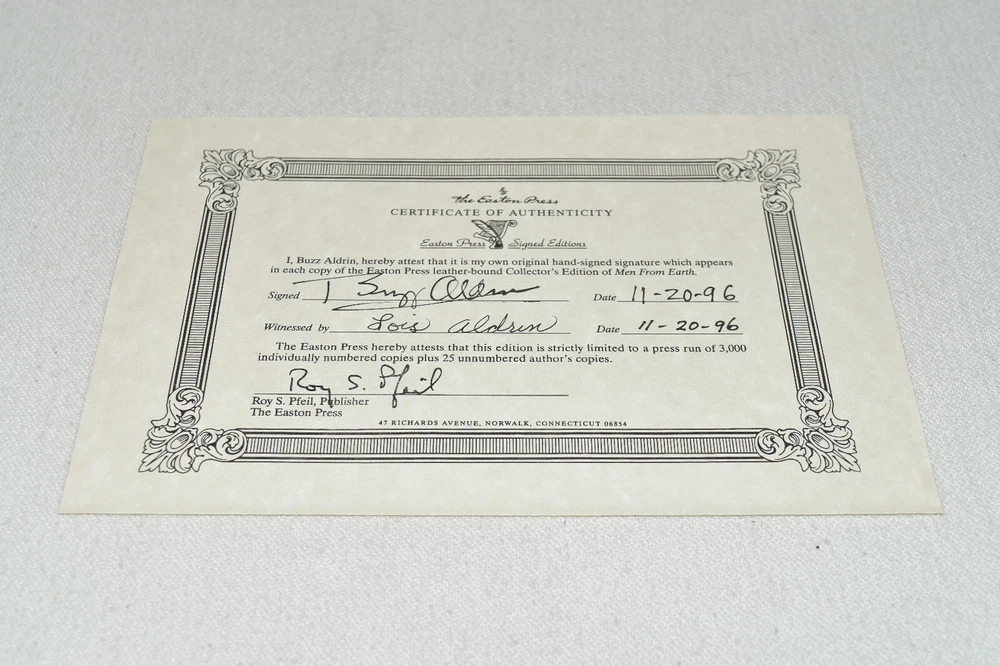 The Easton Press
CERTIFICATE OF AUTHENTICITY
Easton Press Signed Editions
I, Buzz Aldrin, hereby attest that it is my own original hand-signed signature which appears
in each copy of the Easton Press leather-bound Collector's Edition of Men From Earth.
Signed Buzz Aldrin Date 11-20-96
Witnessed by Lois Aldrin Date 11-20-96
The Easton Press hereby attests that this edition is strictly limited to a press run of 3,000
individually numbered copies plus 25 unnumbered author's copies.
Roy S. Pfeil
Roy S. Pfeil, Publisher
The Easton Press
47 RICHARDS AVENUE, NORWALK, CONNECTICUT 06854